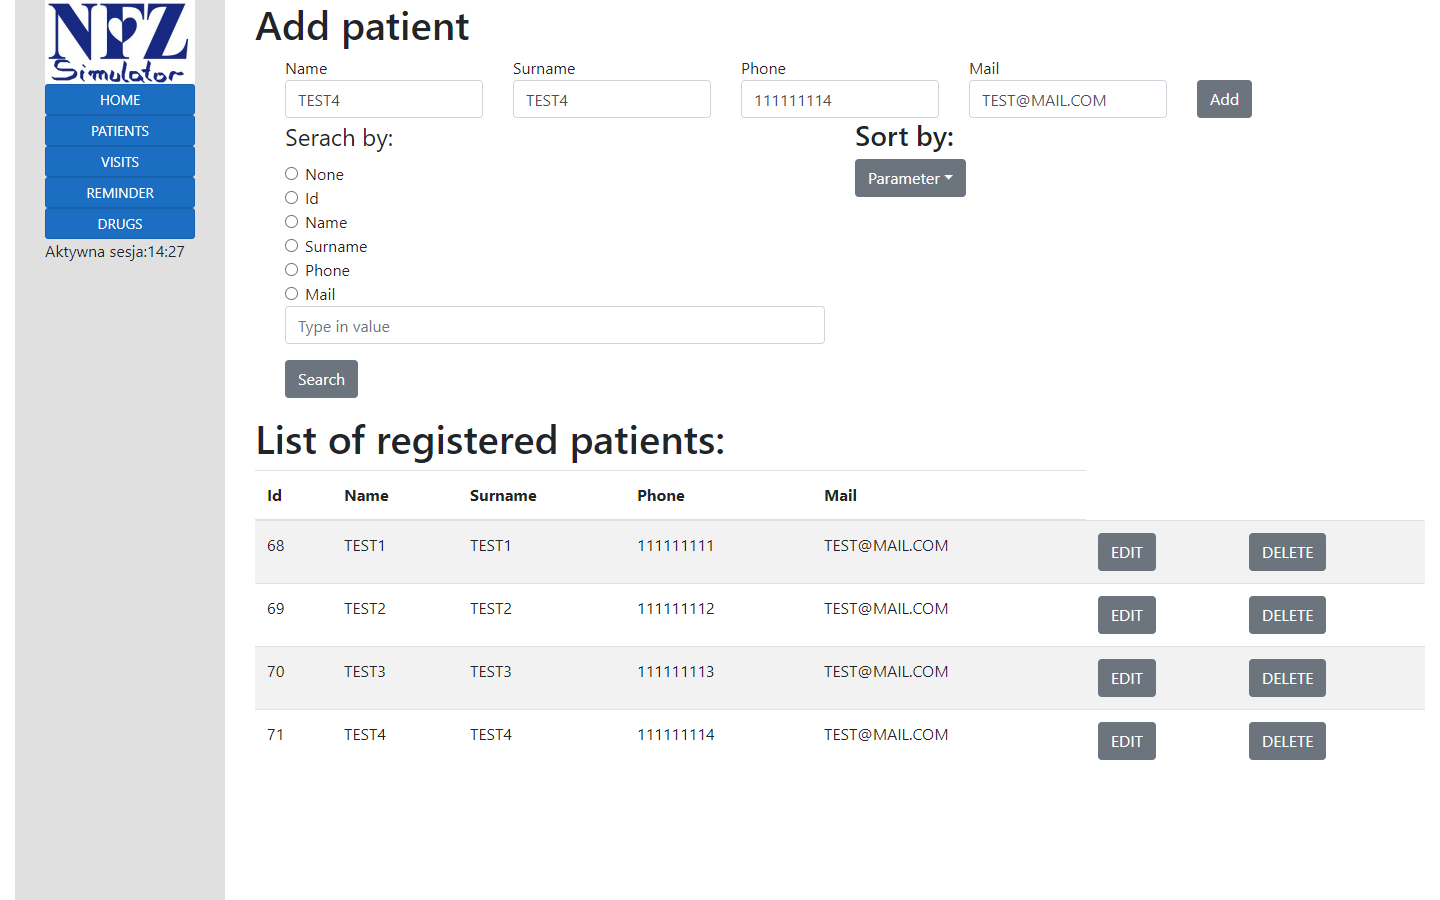 NFZ
Simulator
HOME
PATIENTS
VISITS
REMINDER
DRUGS
Aktywna sesja:14:27
Add patient
Name Surname Phone Mail
TEST4 TEST4 111111114 TEST@MAIL.COM Add
Serach by:
None
Id
Name
Surname
Phone
Mail
Type in value
Search
Sort by:
Parameter
List of registered patients:
Id Name Surname Phone Mail
68 TEST1 TEST1 111111111 TEST@MAIL.COM EDIT DELETE
69 TEST2 TEST2 111111112 TEST@MAIL.COM EDIT DELETE
70 TEST3 TEST3 111111113 TEST@MAIL.COM EDIT DELETE
71 TEST4 TEST4 111111114 TEST@MAIL.COM EDIT DELETE